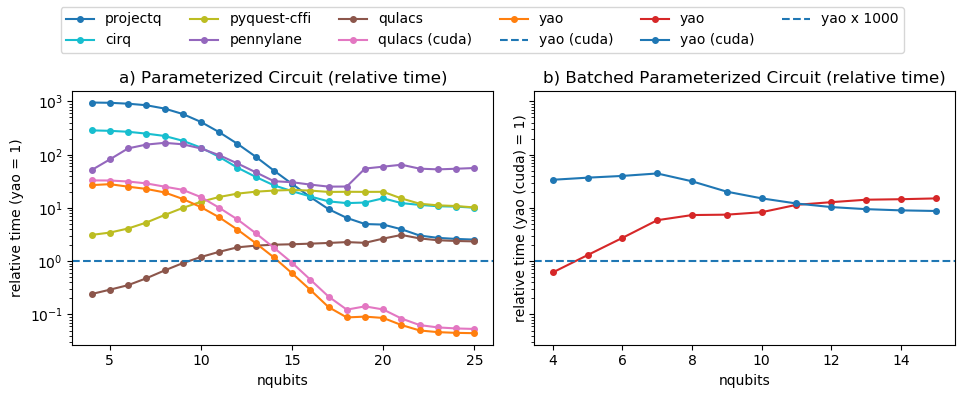 projectq pyquest-cffi qulacs yao yao yao x 1000
cirq pennylane qulacs (cuda) yao (cuda) yao (cuda)
a) Parameterized Circuit (relative time)
relative time (yao = 1)
10³
10²
10¹
10⁰
10⁻¹
5 10 15 20 25
nqubits
b) Batched Parameterized Circuit (relative time)
relative time (yao (cuda) = 1)
4 6 8 10 12 14
nqubits